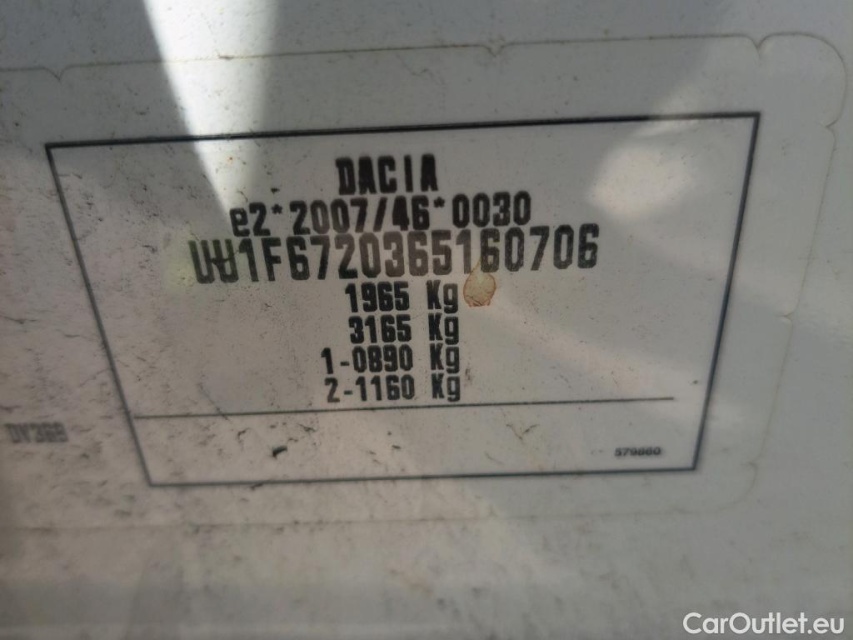 DACIA
e2*2007/46*0030
UU1F6720365160706
1965 Kg
3165 Kg
1-0890 Kg
2-1160 Kg
CarOutlet.eu